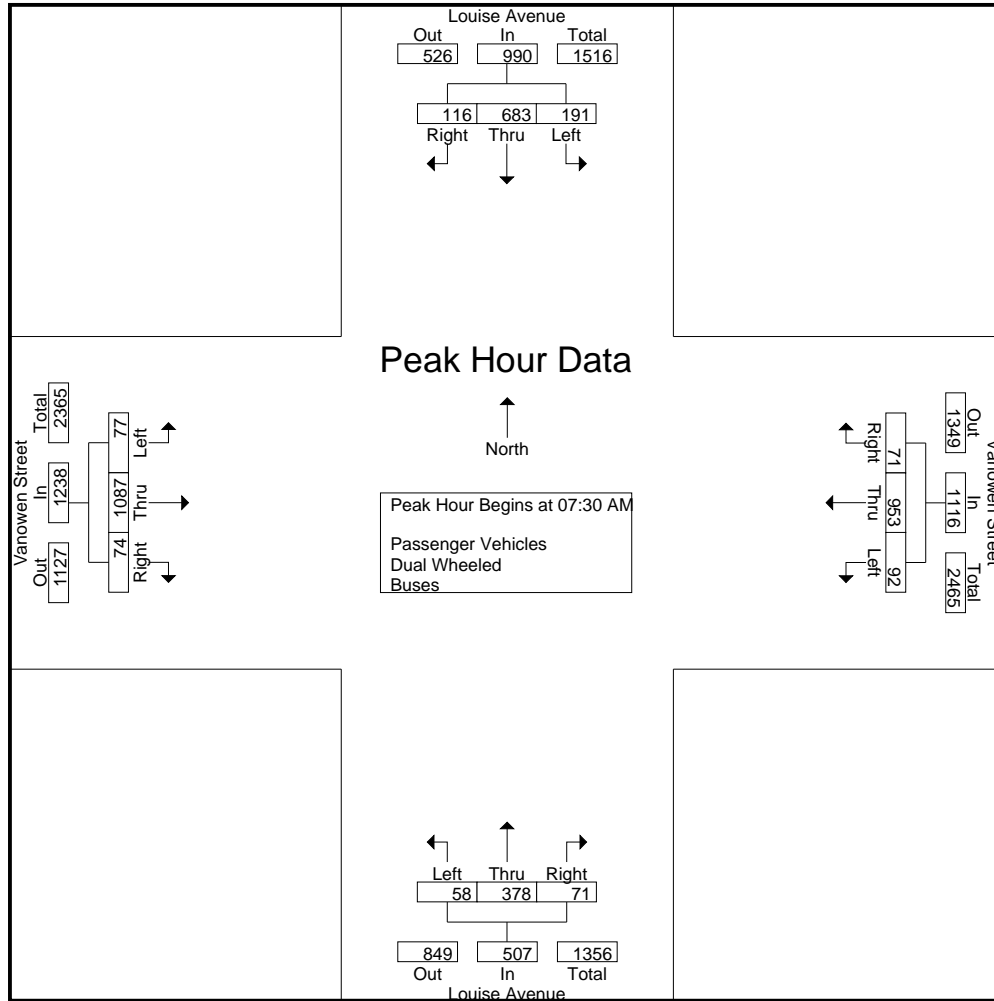 Louise Avenue
Out In Total
526 990 1516
116 683 191
Right Thru Left
Peak Hour Data
North
Peak Hour Begins at 07:30 AM
Passenger Vehicles
Dual Wheeled
Buses
Vanowen Street
Out In Total
1127 1238 2365
Right Thru Left
74 1087 77
Vanowen Street
Out In Total
1349 1116 2465
Right Thru Left
71 953 92
Left Thru Right
58 378 71
849 507 1356
Out In Total
Louise Avenue